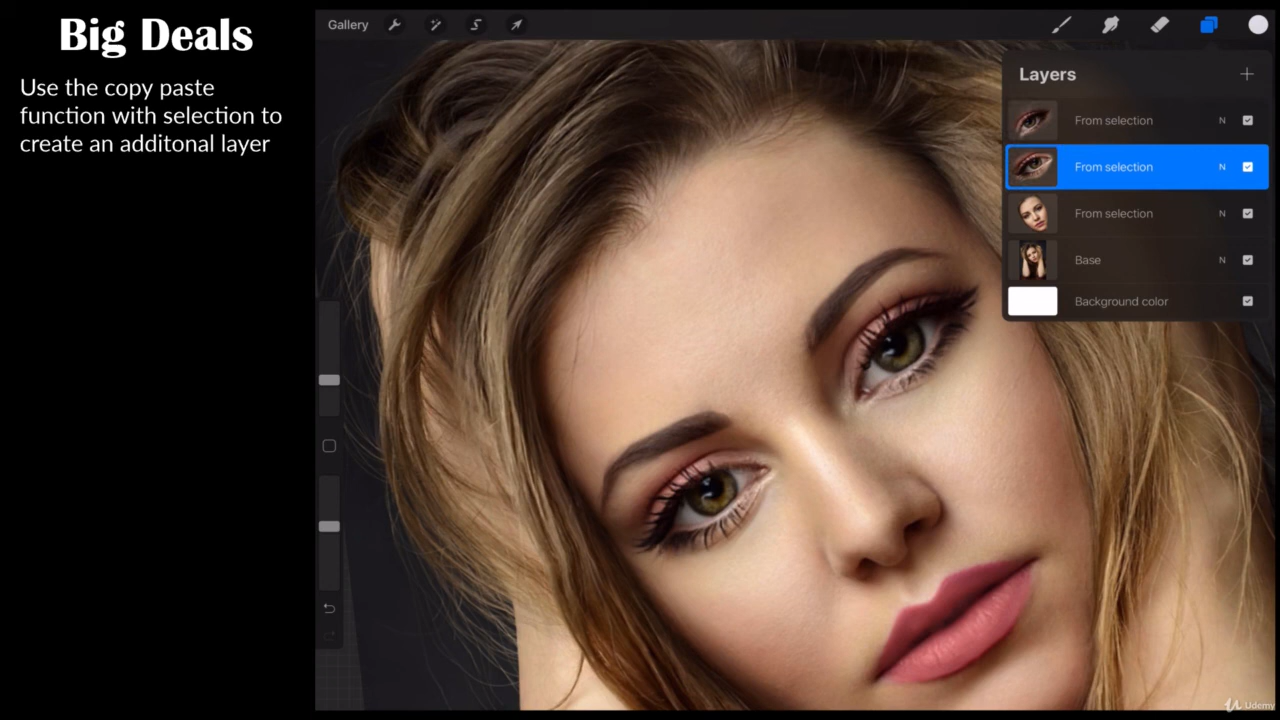 Big Deals
Use the copy paste
function with selection to
create an additonal layer
Gallery
Layers
From selection N
From selection N
From selection N
Base N
Background color
Udemy